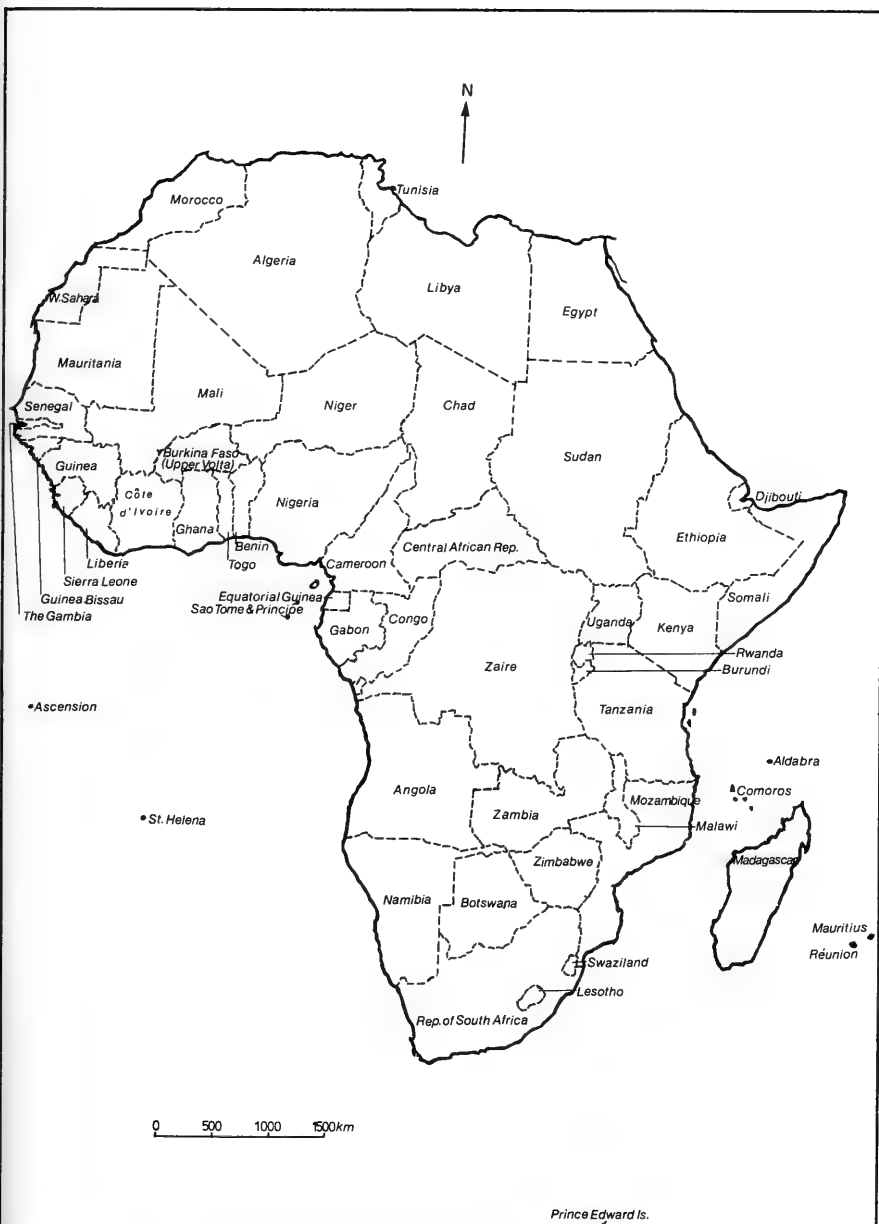 N
Tunisia
Morocco
Algeria
Libya
Egypt
W.Sahara
Mauritania
Mali
Niger
Chad
Sudan
Senegal
Burkina Faso
(Upper Volta)
Guinea
Côte
d'Ivoire
Ghana
Nigeria
Djibouti
Ethiopia
Benin
Togo
Cameroon
Central African Rep.
Liberia
Sierra Leone
Guinea-Bissau
The Gambia
Equatorial Guinea
Sao Tome & Principe
Gabon
Congo
Uganda
Kenya
Somali
Rwanda
Burundi
Zaire
Tanzania
Ascension
Aldabra
Comoros
Angola
Zambia
Mozambique
Malawi
St. Helena
Zimbabwe
Madagascar
Namibia
Botswana
Mauritius
Réunion
Swaziland
Lesotho
Rep. of South Africa
0 500 1000 1500km
Prince Edward Is.